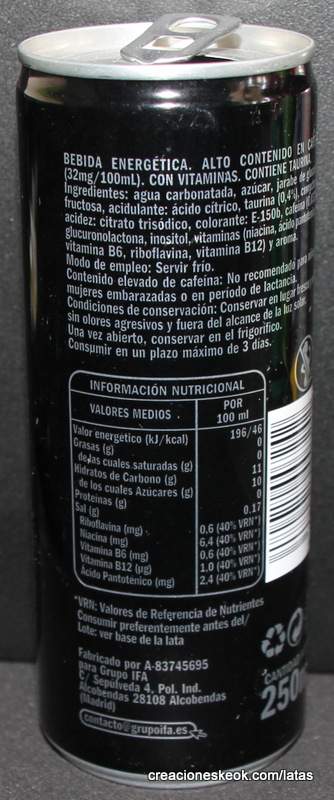 BEBIDA ENERGÉTICA. ALTO CONTENIDO EN
(32mg/100mL). CON VITAMINAS. CONTIENE TAURINA.
Ingredientes: agua carbonatada, azúcar, jarabe de
fructosa, acidulante: ácido cítrico, taurina (0,4%),
acidez: citrato trisódico, colorante: E-150b, cafeína
glucuronolactona, inositol, vitaminas (niacina, ácido pantoténico,
vitamina B6, riboflavina, vitamina B12) y aroma.
Modo de empleo: Servir frío.
Contenido elevado de cafeína: No recomendado para
mujeres embarazadas o en período de lactancia.
Condiciones de conservación: Conservar en lugar fresco
sin olores agresivos y fuera del alcance de la luz solar.
Una vez abierto, conservar en el frigorífico.
Consumir en un plazo máximo de 3 días.
INFORMACIÓN NUTRICIONAL
VALORES MEDIOS POR 100 ml
Valor energético (kJ/kcal) 196/46
Grasas (g) 0
de las cuales saturadas (g) 0
Hidratos de Carbono (g) 11
de los cuales Azúcares (g) 10
Proteínas (g) 0
Sal (g) 0.17
Riboflavina (mg) 0,6 (40% VRN*)
Niacina (mg) 6,4 (40% VRN*)
Vitamina B6 (mg) 0,6 (40% VRN*)
Vitamina B12 (µg) 1,0 (40% VRN*)
Ácido Pantoténico (mg) 2,4 (40% VRN*)
*VRN: Valores de Referencia de Nutrientes
Consumir preferentemente antes del/
Lote: ver base de la lata
Fabricado por A-83745695
para Grupo IFA
C/ Sepúlveda 4, Pol. Ind.
Alcobendas 28108 Alcobendas
(Madrid)
contacto@grupoifa.es
250
creacioneskeok.com/latas